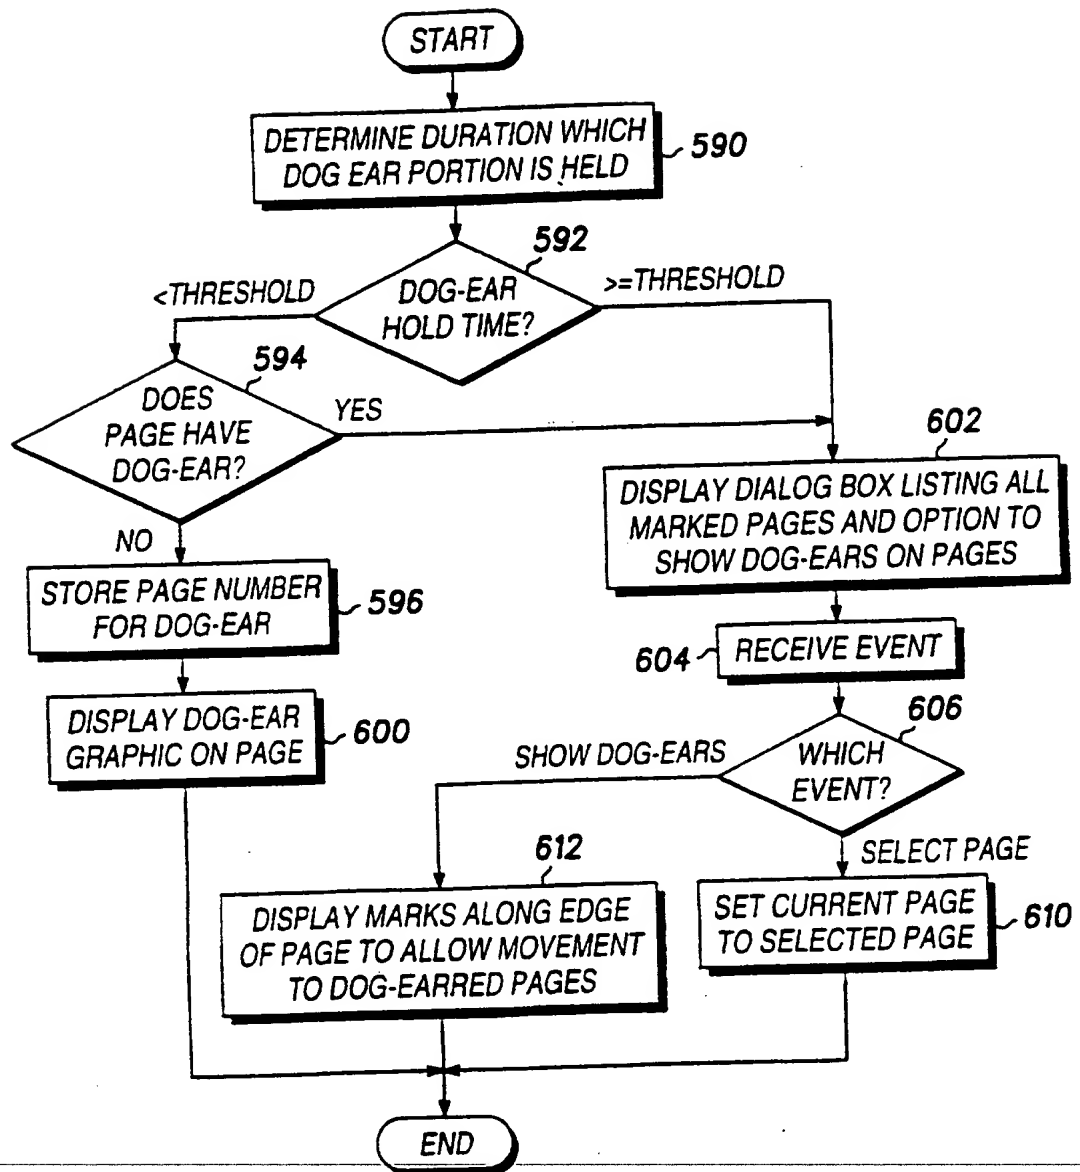 START
DETERMINE DURATION WHICH
DOG EAR PORTION IS HELD
590
592
<THRESHOLD
DOG-EAR
HOLD TIME?
>=THRESHOLD
594
DOES
PAGE HAVE
DOG-EAR?
YES
NO
602
DISPLAY DIALOG BOX LISTING ALL
MARKED PAGES AND OPTION TO
SHOW DOG-EARS ON PAGES
STORE PAGE NUMBER
FOR DOG-EAR
596
604
RECEIVE EVENT
DISPLAY DOG-EAR
GRAPHIC ON PAGE
600
606
SHOW DOG-EARS
WHICH
EVENT?
SELECT PAGE
612
DISPLAY MARKS ALONG EDGE
OF PAGE TO ALLOW MOVEMENT
TO DOG-EARRED PAGES
SET CURRENT PAGE
TO SELECTED PAGE
610
END